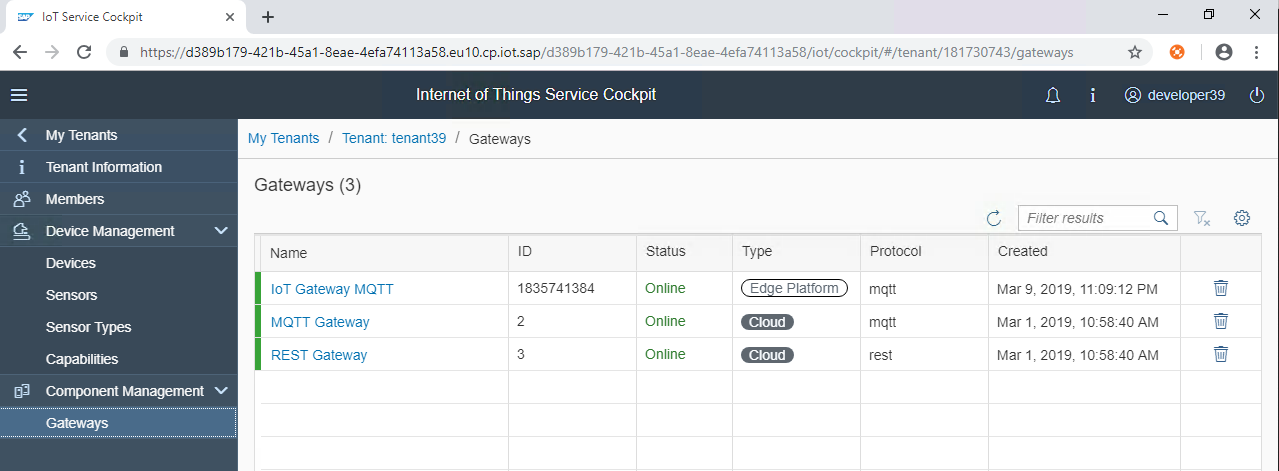 SAP IoT Service Cockpit
https://d389b179-421b-45a1-8eae-4efa74113a58.eu10.cp.iot.sap/d389b179-421b-45a1-8eae-4efa74113a58/iot/cockpit/#/tenant/181730743/gateways
Internet of Things Service Cockpit
developer39
My Tenants
Tenant Information
Members
Device Management
Devices
Sensors
Sensor Types
Capabilities
Component Management
Gateways
My Tenants / Tenant: tenant39 / Gateways
Gateways (3)
Filter results
Name ID Status Type Protocol Created
IoT Gateway MQTT 1835741384 Online Edge Platform mqtt Mar 9, 2019, 11:09:12 PM
MQTT Gateway 2 Online Cloud mqtt Mar 1, 2019, 10:58:40 AM
REST Gateway 3 Online Cloud rest Mar 1, 2019, 10:58:40 AM